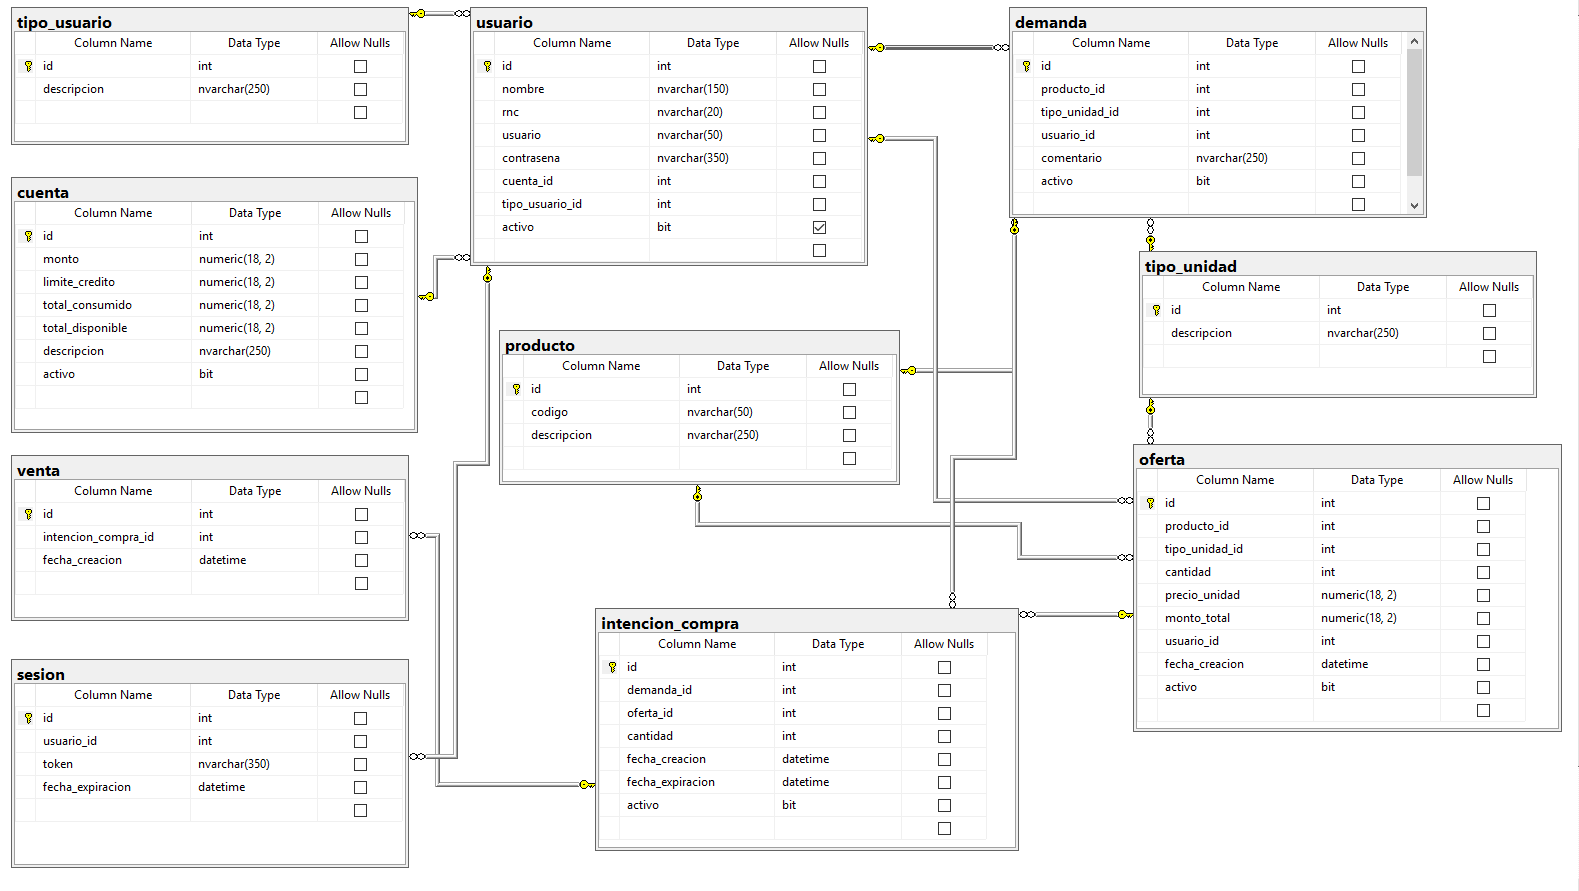 tipo_usuario
Column Name Data Type Allow Nulls
id int
descripcion nvarchar(250)
usuario
Column Name Data Type Allow Nulls
id int
nombre nvarchar(150)
rnc nvarchar(20)
usuario nvarchar(50)
contrasena nvarchar(350)
cuenta_id int
tipo_usuario_id int
activo bit
demanda
Column Name Data Type Allow Nulls
id int
producto_id int
tipo_unidad_id int
usuario_id int
comentario nvarchar(250)
activo bit
cuenta
Column Name Data Type Allow Nulls
id int
monto numeric(18, 2)
limite_credito numeric(18, 2)
total_consumido numeric(18, 2)
total_disponible numeric(18, 2)
descripcion nvarchar(250)
activo bit
tipo_unidad
Column Name Data Type Allow Nulls
id int
descripcion nvarchar(250)
producto
Column Name Data Type Allow Nulls
id int
codigo nvarchar(50)
descripcion nvarchar(250)
venta
Column Name Data Type Allow Nulls
id int
intencion_compra_id int
fecha_creacion datetime
oferta
Column Name Data Type Allow Nulls
id int
producto_id int
tipo_unidad_id int
cantidad int
precio_unidad numeric(18, 2)
monto_total numeric(18, 2)
usuario_id int
fecha_creacion datetime
activo bit
intencion_compra
Column Name Data Type Allow Nulls
id int
demanda_id int
oferta_id int
cantidad int
fecha_creacion datetime
fecha_expiracion datetime
activo bit
sesion
Column Name Data Type Allow Nulls
id int
usuario_id int
token nvarchar(350)
fecha_expiracion datetime